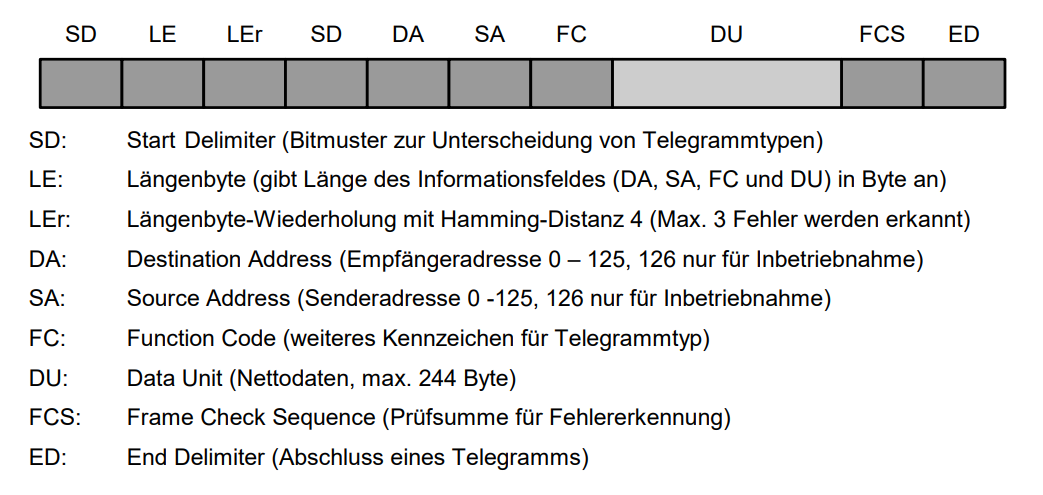 SD LE LEr SD DA SA FC DU FCS ED
SD: Start Delimiter (Bitmuster zur Unterscheidung von Telegrammtypen)
LE: Längenbyte (gibt Länge des Informationsfeldes (DA, SA, FC und DU) in Byte an)
LEr: Längenbyte-Wiederholung mit Hamming-Distanz 4 (Max. 3 Fehler werden erkannt)
DA: Destination Address (Empfängeradresse 0 – 125, 126 nur für Inbetriebnahme)
SA: Source Address (Senderadresse 0 -125, 126 nur für Inbetriebnahme)
FC: Function Code (weiteres Kennzeichen für Telegrammtyp)
DU: Data Unit (Nettodaten, max. 244 Byte)
FCS: Frame Check Sequence (Prüfsumme für Fehlererkennung)
ED: End Delimiter (Abschluss eines Telegramms)